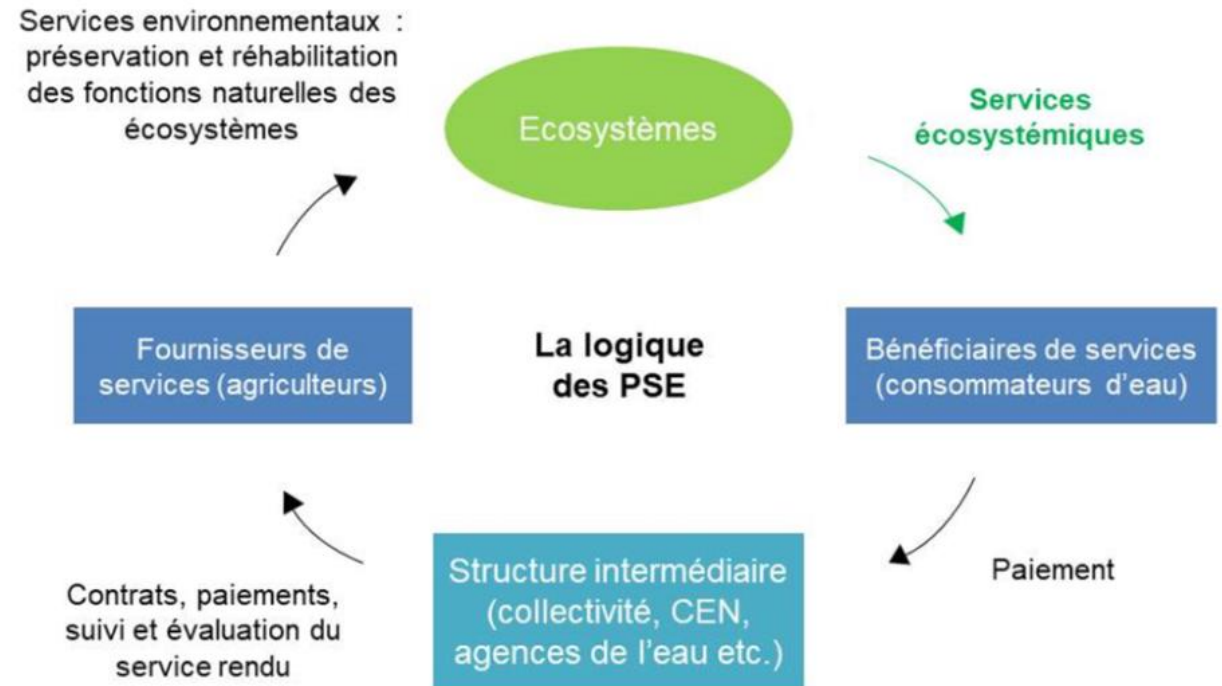 Services environnementaux :
préservation et réhabilitation
des fonctions naturelles des
écosystèmes
Ecosystèmes
Services
écosystémiques
Fournisseurs de
services (agriculteurs)
La logique
des PSE
Bénéficiaires de services
(consommateurs d'eau)
Contrats, paiements,
suivi et évaluation du
service rendu
Structure intermédiaire
(collectivité, CEN,
agences de l'eau etc.)
Paiement